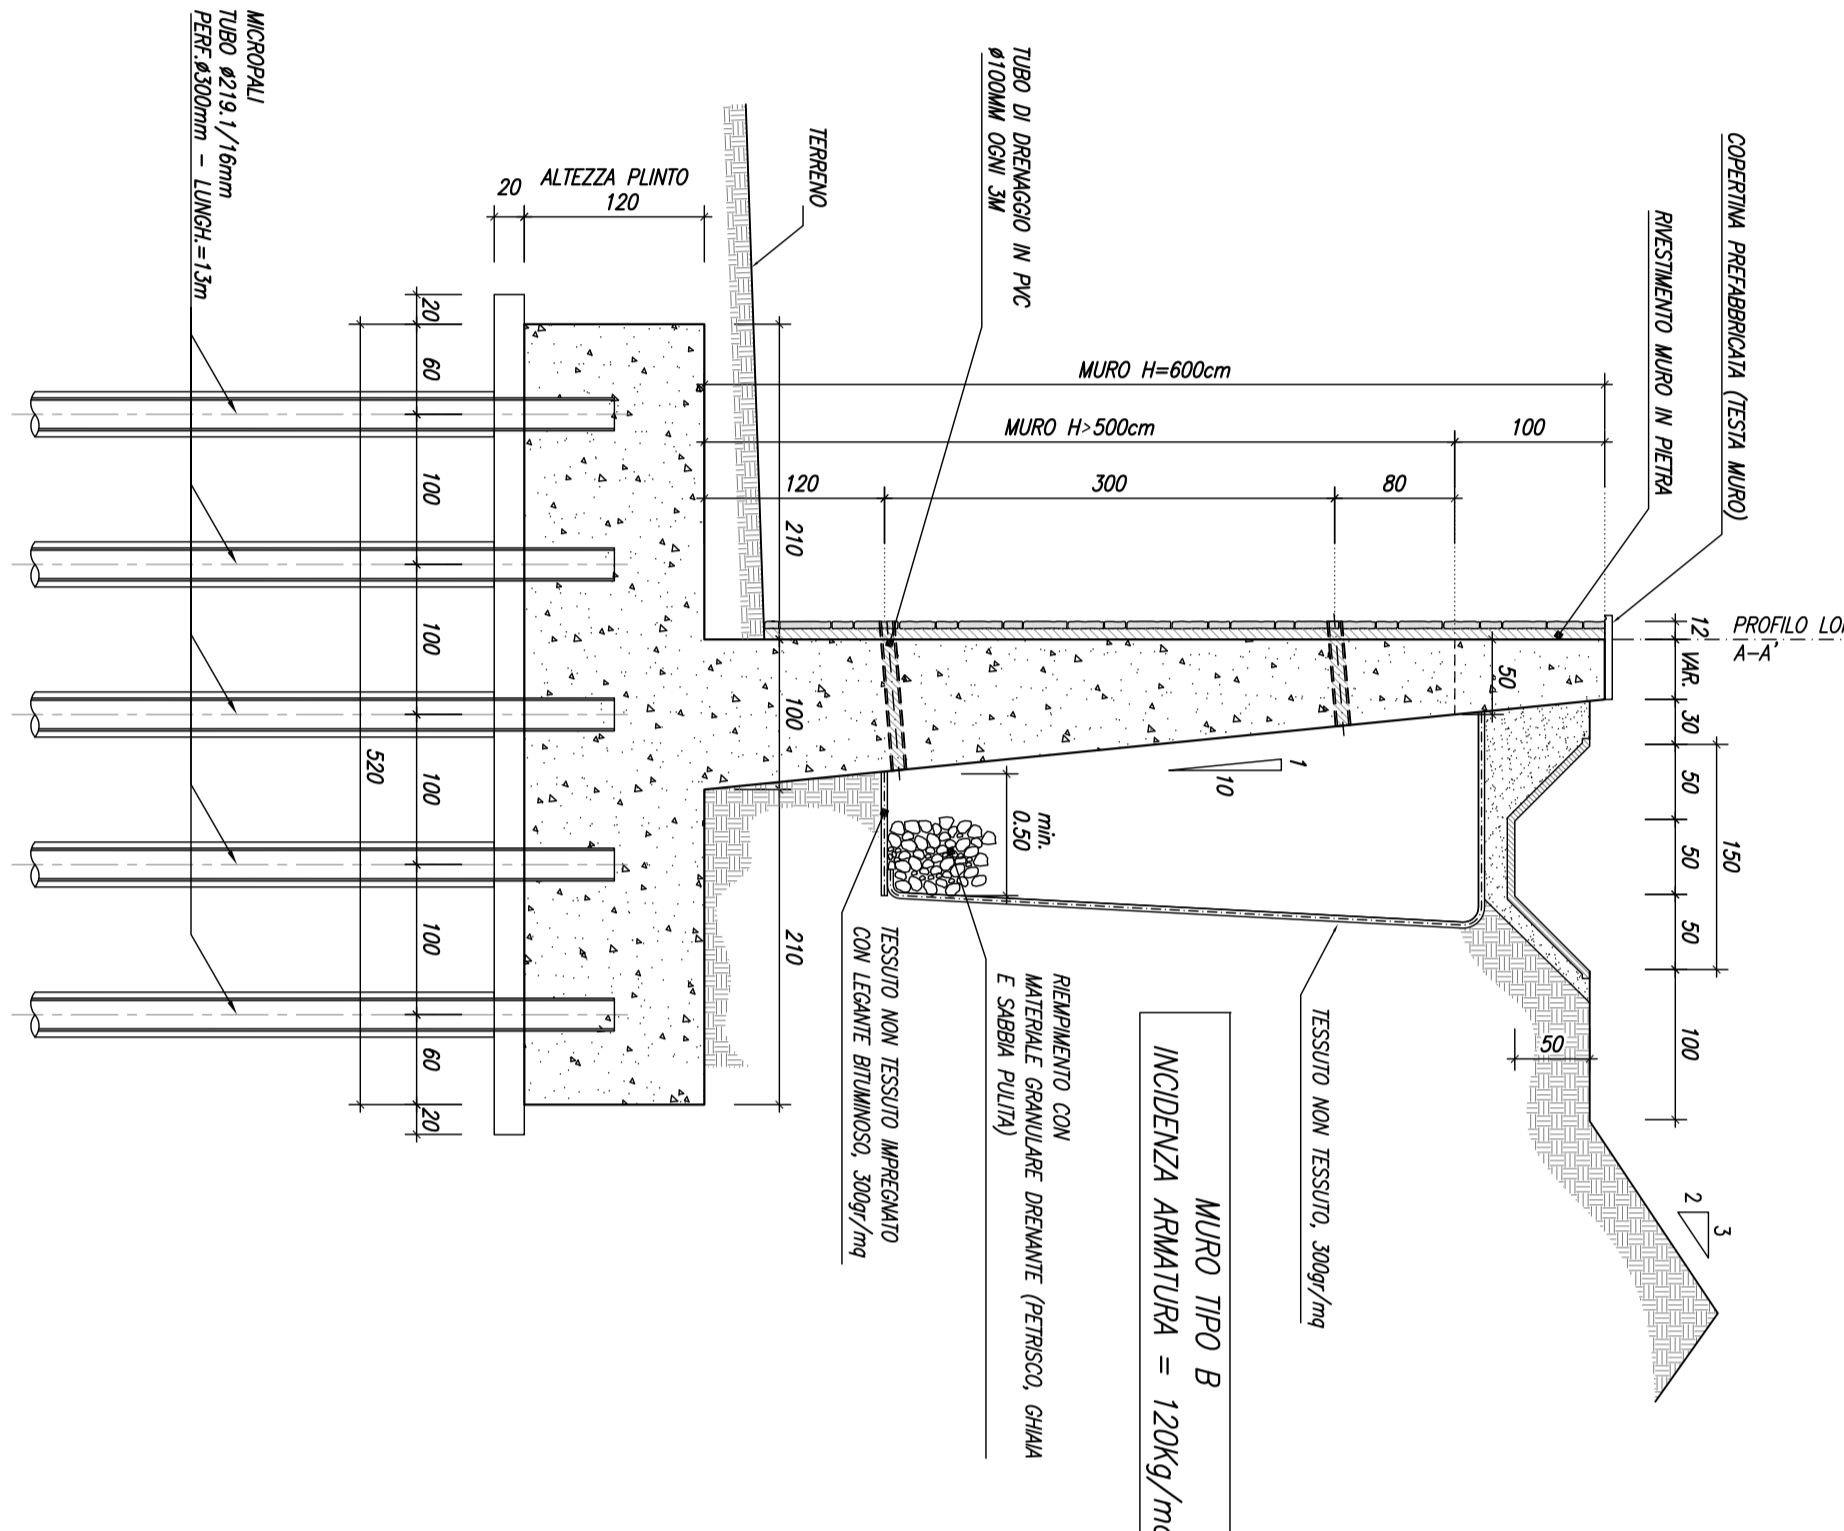 COPERTINA PREFABBRICATA (TESTA MURO)
RIVESTIMENTO MURO IN PIETRA
PROFILO
A-A'
12
VAR.
30
50
50
50
100
150
50
2
3
MURO H=600cm
MURO H>500cm
100
120
300
80
50
1
10
TUBO DI DRENAGGIO IN PVC
ø100MM OGNI 3M
TERRENO
ALTEZZA PLINTO
120
20
210
100
210
min.
0.50
TESSUTO NON TESSUTO, 300gr/mq
RIEMPIMENTO CON
MATERIALE GRANULARE DRENANTE (PETRISCO, GHIAIA
E SABBIA PULITA)
TESSUTO NON TESSUTO IMPREGNATO
CON LEGANTE BITUMINOSO, 300gr/mq
MURO TIPO B
INCIDENZA ARMATURA = 120Kg/mc
20
60
100
100
100
100
60
20
520
MICROPALI
TUBO ø219.1/16mm
PERF.ø300mm - LUNGH.=13m